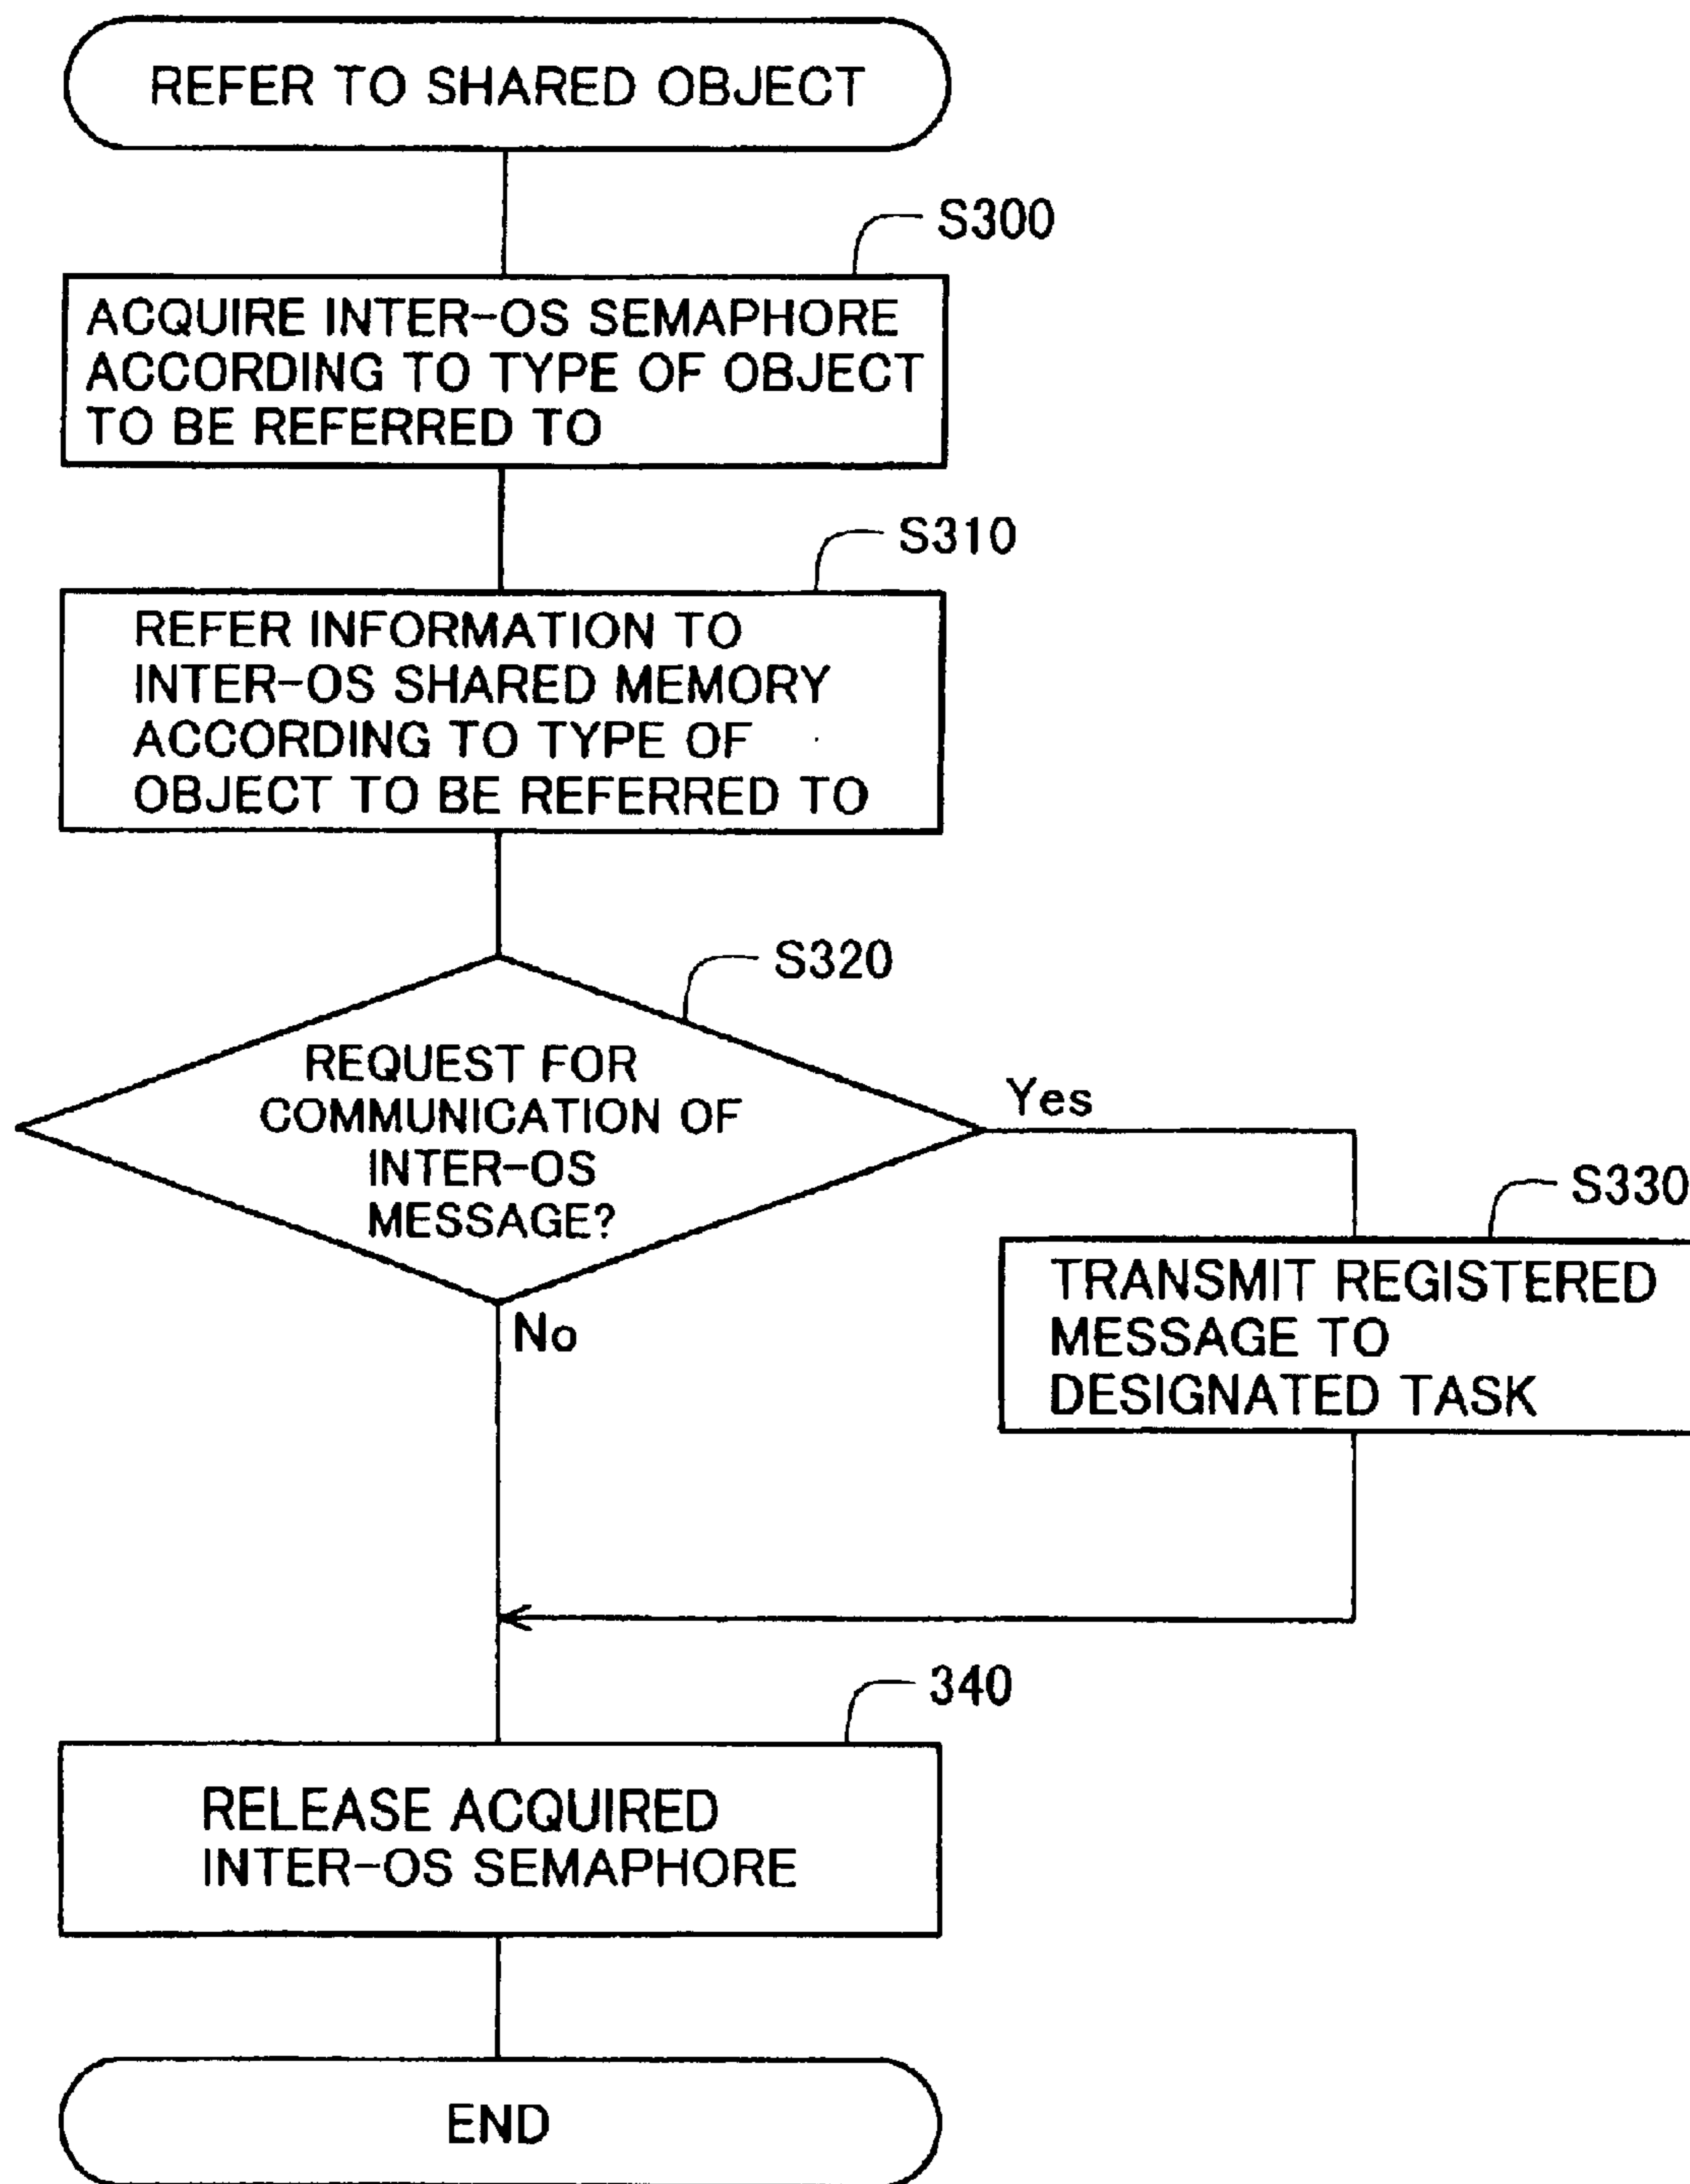 REFER TO SHARED OBJECT
S300
ACQUIRE INTER-OS SEMAPHORE
ACCORDING TO TYPE OF OBJECT
TO BE REFERRED TO
S310
REFER INFORMATION TO
INTER-OS SHARED MEMORY
ACCORDING TO TYPE OF
OBJECT TO BE REFERRED TO
S320
REQUEST FOR
COMMUNICATION OF
INTER-OS
MESSAGE?
Yes
No
S330
TRANSMIT REGISTERED
MESSAGE TO
DESIGNATED TASK
340
RELEASE ACQUIRED
INTER-OS SEMAPHORE
END